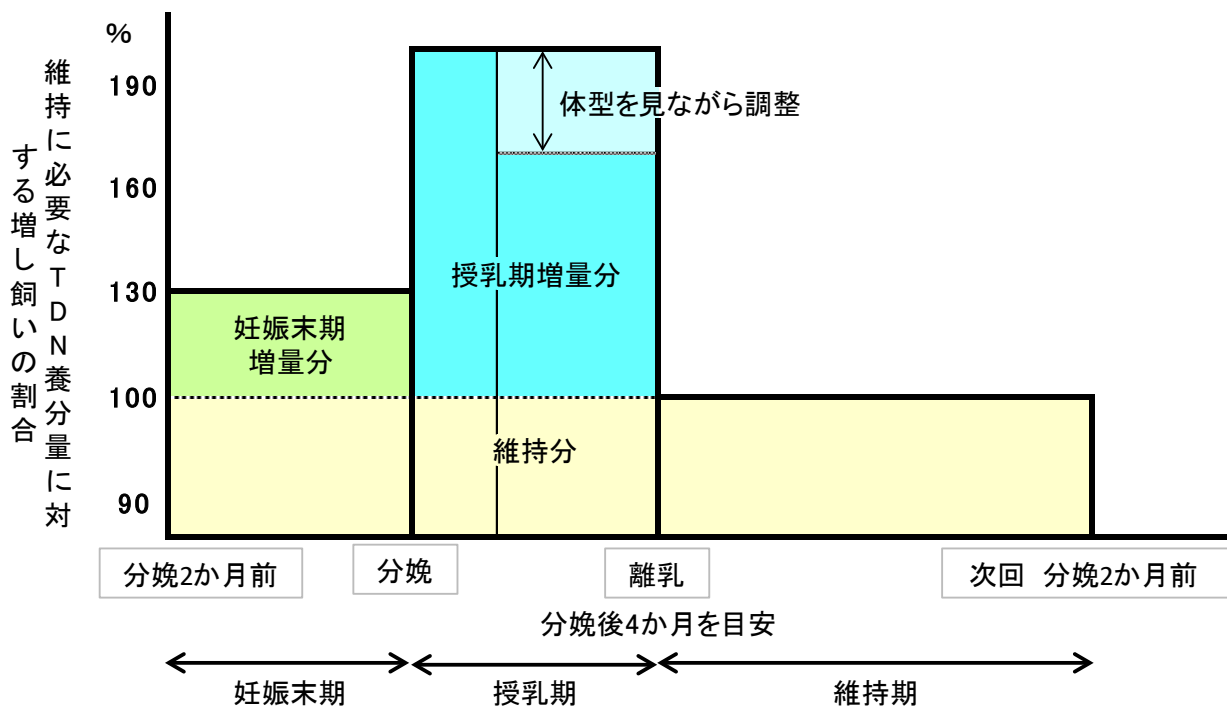 %
維持に必要なTDN養分量に対
する増し飼いの割合
190
160
130
100
90
体型を見ながら調整
授乳期増量分
妊娠末期
増量分
維持分
分娩2か月前
分娩
離乳
次回 分娩2か月前
分娩後4か月を目安
妊娠末期
授乳期
維持期